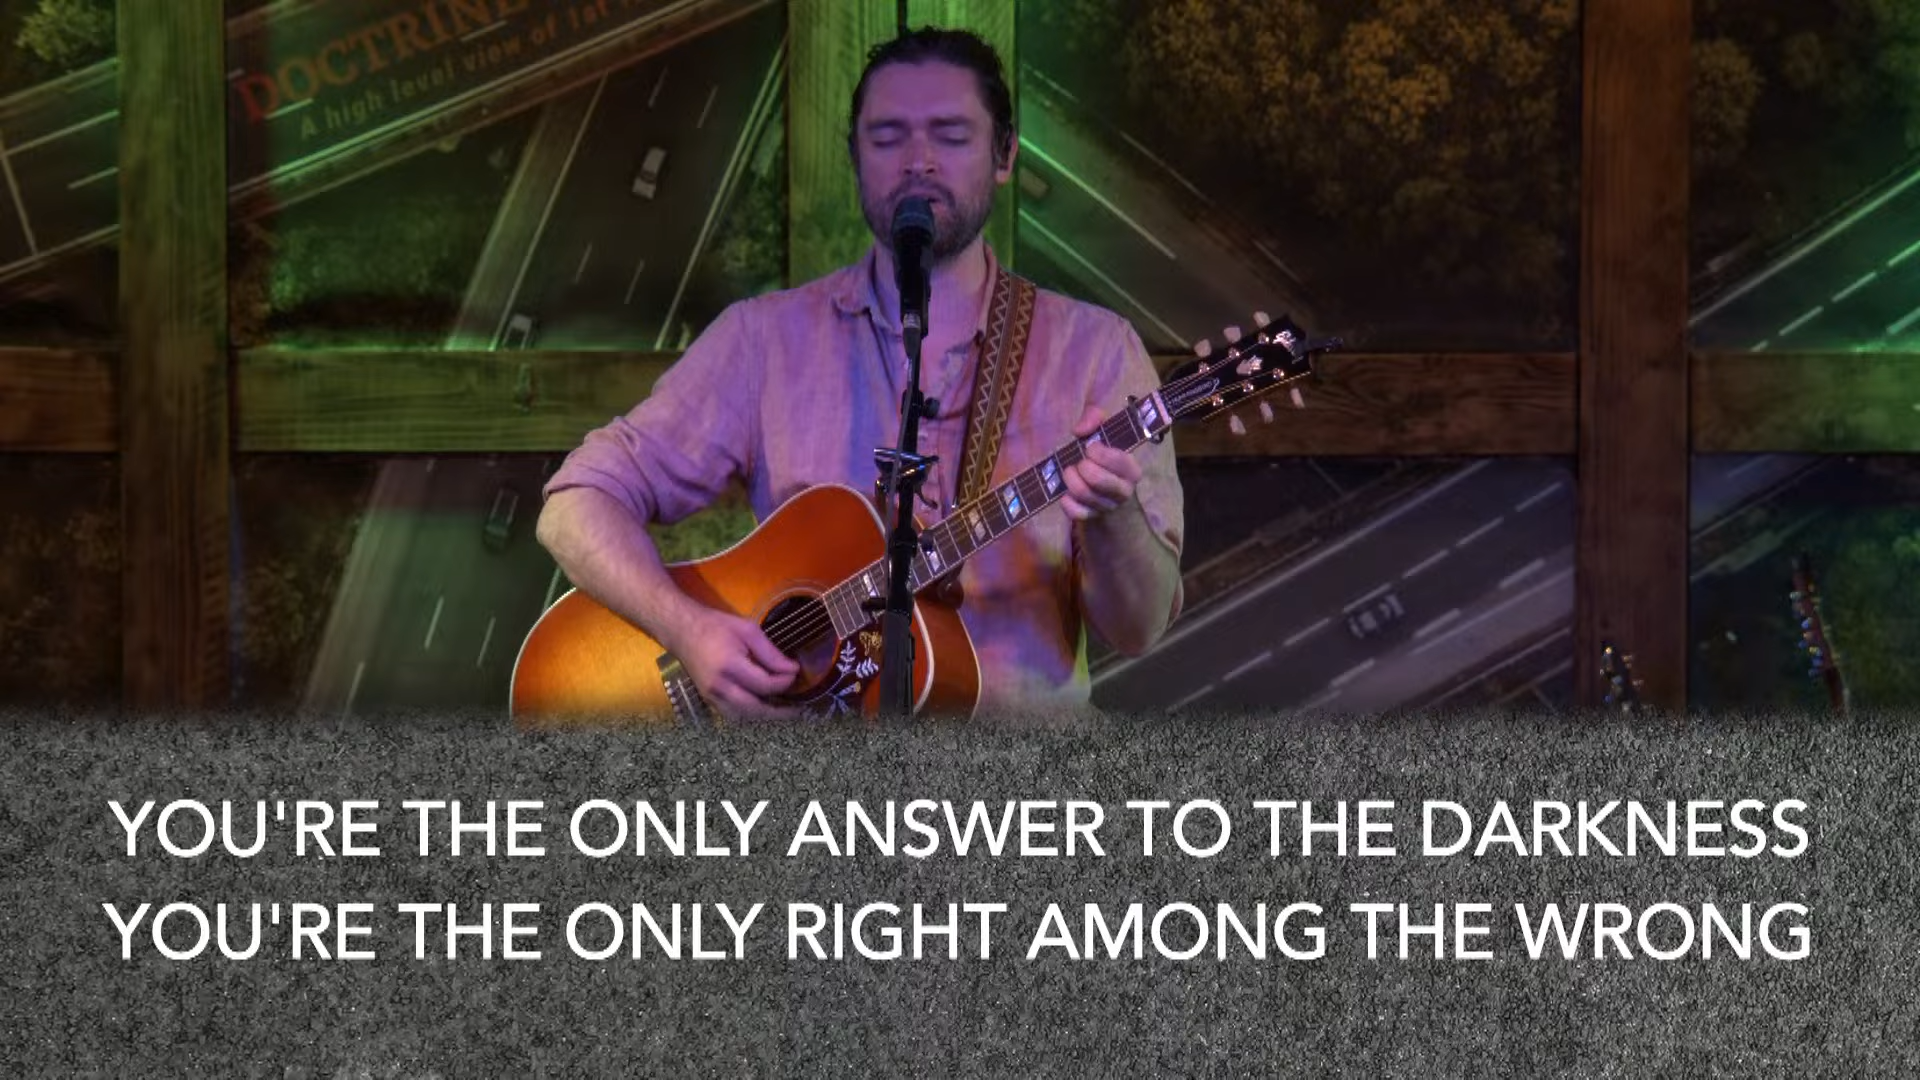 DOCTRINE
A high level view of 1st
YOU'RE THE ONLY ANSWER TO THE DARKNESS
YOU'RE THE ONLY RIGHT AMONG THE WRONG